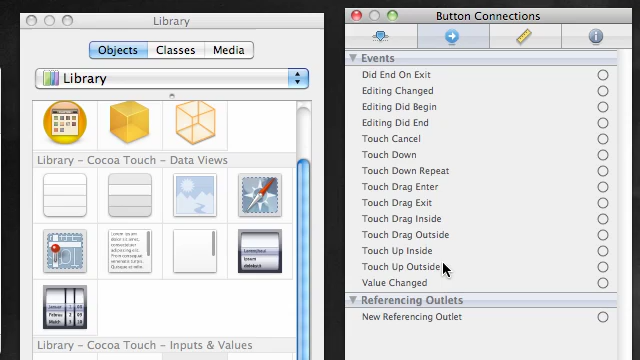 Library
Objects
Classes
Media
Library
Library – Cocoa Touch – Data Views
Library – Cocoa Touch – Inputs & Values
Button Connections
Events
Did End On Exit
Editing Changed
Editing Did Begin
Editing Did End
Touch Cancel
Touch Down
Touch Down Repeat
Touch Drag Enter
Touch Drag Exit
Touch Drag Inside
Touch Drag Outside
Touch Up Inside
Touch Up Outside
Value Changed
Referencing Outlets
New Referencing Outlet